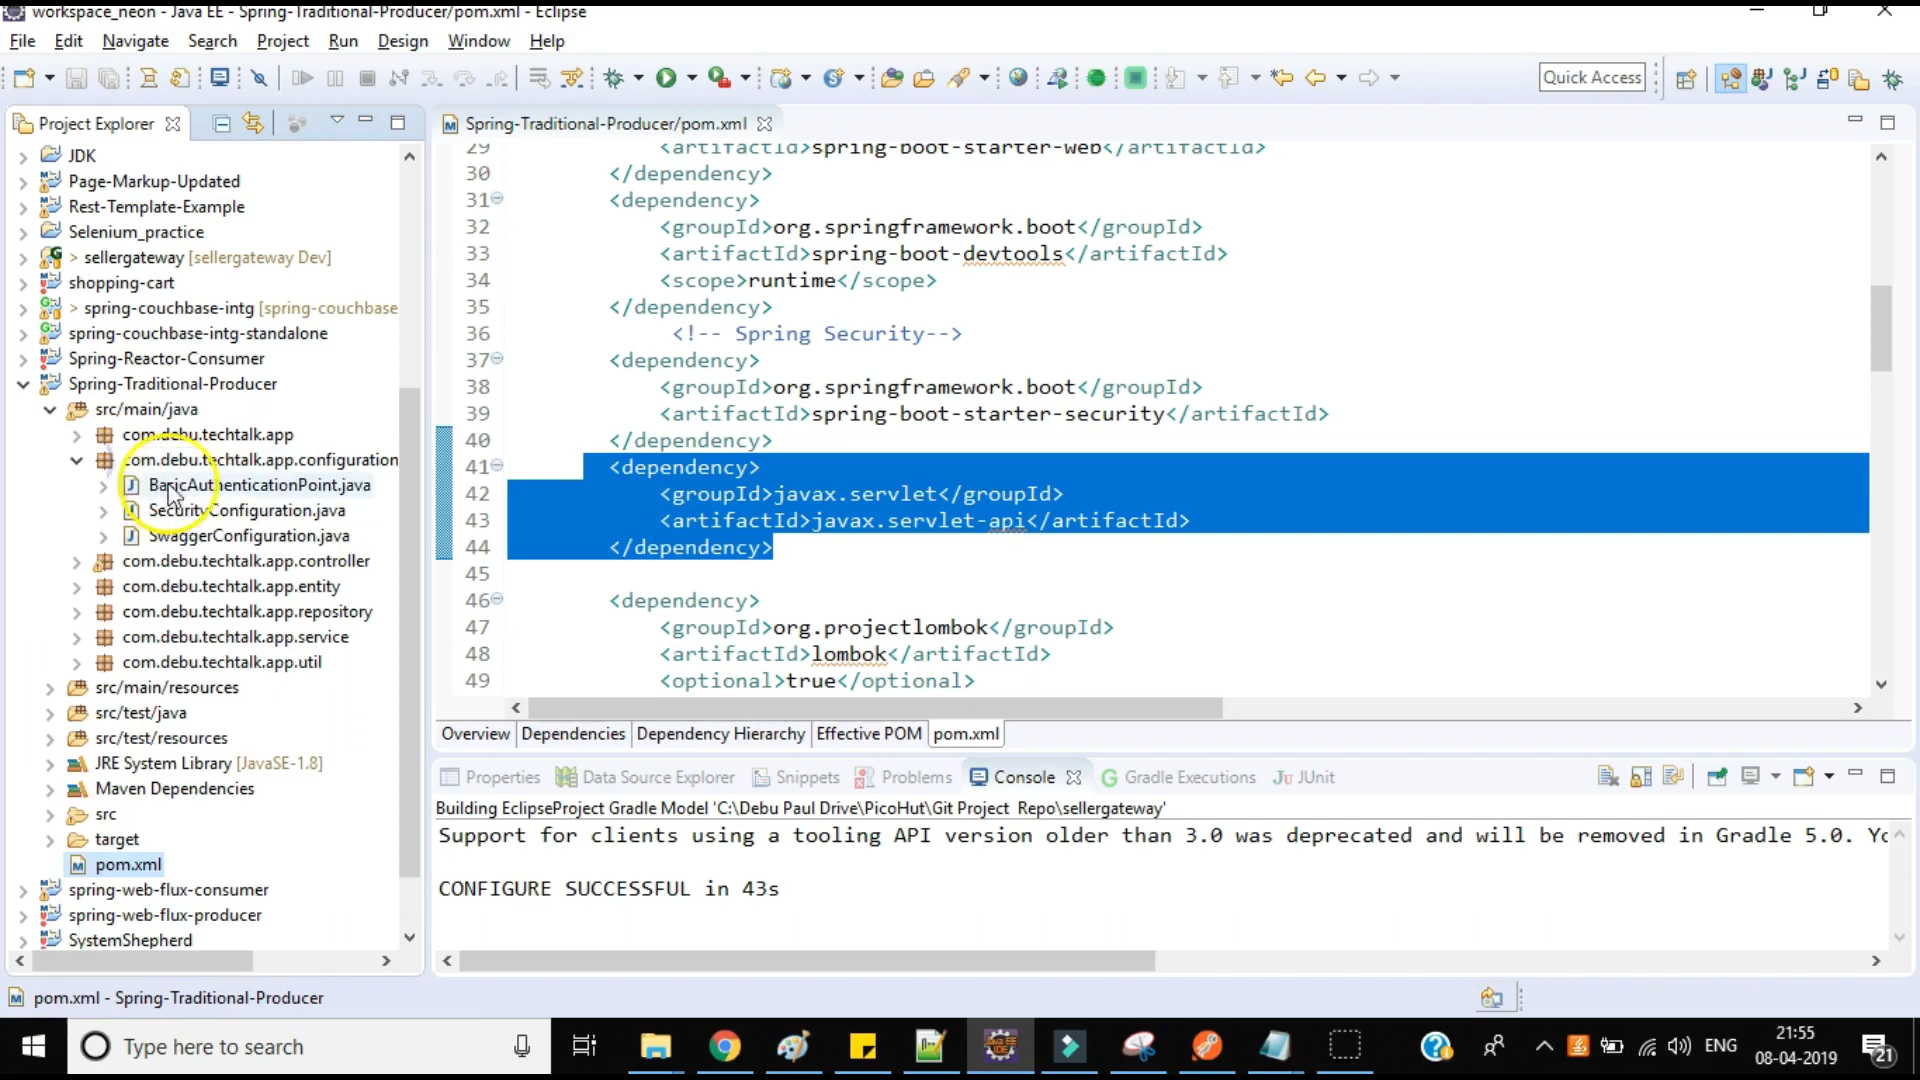 workspace_neon - Java EE - Spring-Traditional-Producer/pom.xml - Eclipse
File Edit Navigate Search Project Run Design Window Help
Quick Access
Project Explorer
JDK
Page-Markup-Updated
Rest-Template-Example
Selenium_practice
> sellergateway [sellergateway Dev]
shopping-cart
> spring-couchbase-intg [spring-couchbase
spring-couchbase-intg-standalone
Spring-Reactor-Consumer
Spring-Traditional-Producer
src/main/java
com.debu.techtalk.app
com.debu.techtalk.app.configuration
BasicAuthenticationPoint.java
SecurityConfiguration.java
SwaggerConfiguration.java
com.debu.techtalk.app.controller
com.debu.techtalk.app.entity
com.debu.techtalk.app.repository
com.debu.techtalk.app.service
com.debu.techtalk.app.util
src/main/resources
src/test/java
src/test/resources
JRE System Library [JavaSE-1.8]
Maven Dependencies
src
target
pom.xml
spring-web-flux-consumer
spring-web-flux-producer
SystemShepherd
Spring-Traditional-Producer/pom.xml
29 <artifactId>spring-boot-starter-web</artifactId>
30 </dependency>
31 <dependency>
32 <groupId>org.springframework.boot</groupId>
33 <artifactId>spring-boot-devtools</artifactId>
34 <scope>runtime</scope>
35 </dependency>
36 <!-- Spring Security-->
37 <dependency>
38 <groupId>org.springframework.boot</groupId>
39 <artifactId>spring-boot-starter-security</artifactId>
40 </dependency>
41 <dependency>
42 <groupId>javax.servlet</groupId>
43 <artifactId>javax.servlet-api</artifactId>
44 </dependency>
45
46 <dependency>
47 <groupId>org.projectlombok</groupId>
48 <artifactId>lombok</artifactId>
49 <optional>true</optional>
Overview Dependencies Dependency Hierarchy Effective POM pom.xml
Properties Data Source Explorer Snippets Problems Console Gradle Executions JUnit
Building EclipseProject Gradle Model 'C:\Debu Paul Drive\PicoHut\Git Project Repo\sellergateway'
Support for clients using a tooling API version older than 3.0 was deprecated and will be removed in Gradle 5.0. Yo
CONFIGURE SUCCESSFUL in 43s
pom.xml - Spring-Traditional-Producer
Type here to search
ENG
21:55
08-04-2019
21